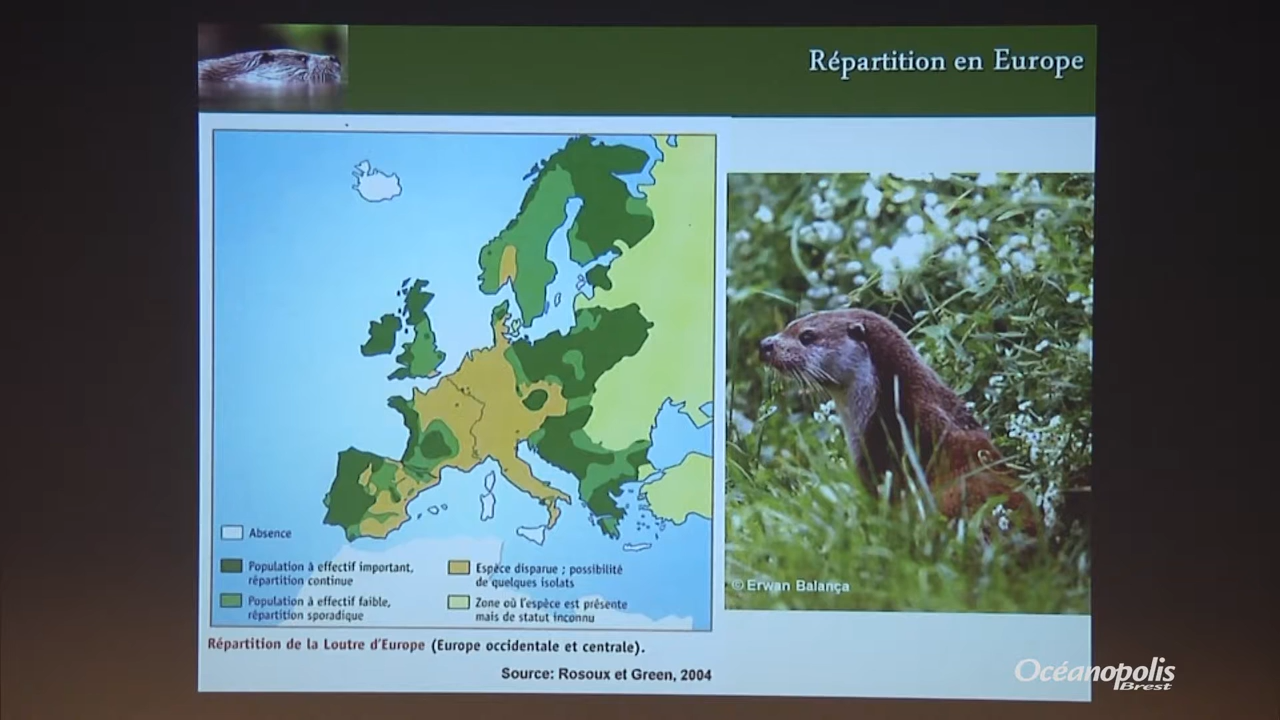 Répartition en Europe
Absence
Population à effectif important,
répartition continue
Population à effectif faible,
répartition sporadique
Espèce disparue ; possibilité
de quelques isolats
Zone où l'espèce est présente
mais de statut inconnu
Répartition de la Loutre d'Europe (Europe occidentale et centrale).
Source: Rosoux et Green, 2004
© Erwan Balança
Océanopolis
Brest